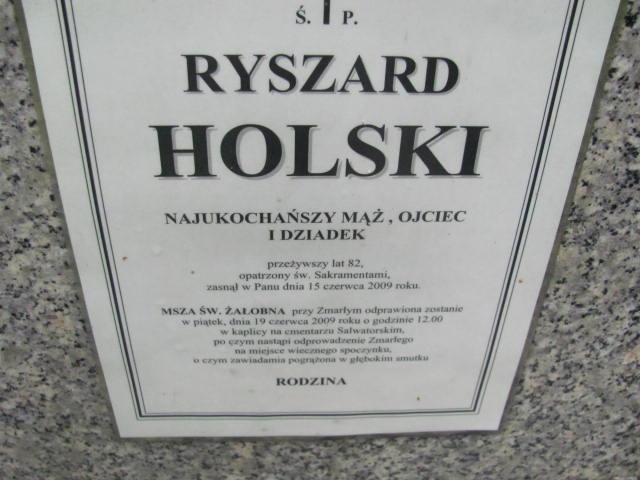 Ś. P.
RYSZARD
HOLSKI
NAJUKOCHAŃSZY MĄŻ , OJCIEC
I DZIADEK
przeżywszy lat 82,
opatrzony św. Sakramentami,
zasnął w Panu dnia 15 czerwca 2009 roku.
MSZA ŚW. ŻAŁOBNA przy Zmarłym odprawiona zostanie
w piątek, dnia 19 czerwca 2009 roku o godzinie 12.00
w kaplicy na cmentarzu Salwatorskim,
po czym nastąpi odprowadzenie Zmarłego
na miejsce wiecznego spoczynku,
o czym zawiadamia pogrążona w głębokim smutku
RODZINA